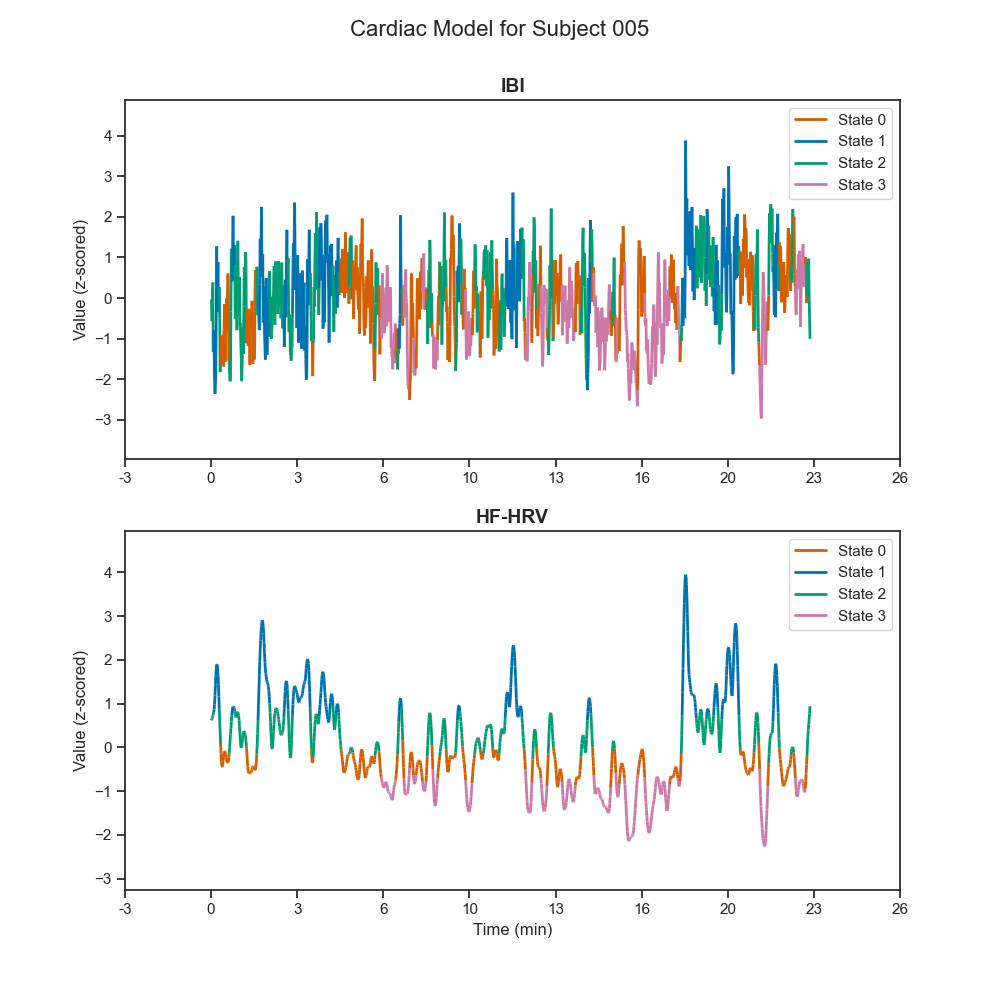 Cardiac Model for Subject 005
IBI
Value (z-scored)
4
3
2
1
0
−1
−2
−3
-3 0 3 6 10 13 16 20 23 26
State 0
State 1
State 2
State 3
HF-HRV
Value (z-scored)
4
3
2
1
0
−1
−2
−3
-3 0 3 6 10 13 16 20 23 26
Time (min)
State 0
State 1
State 2
State 3